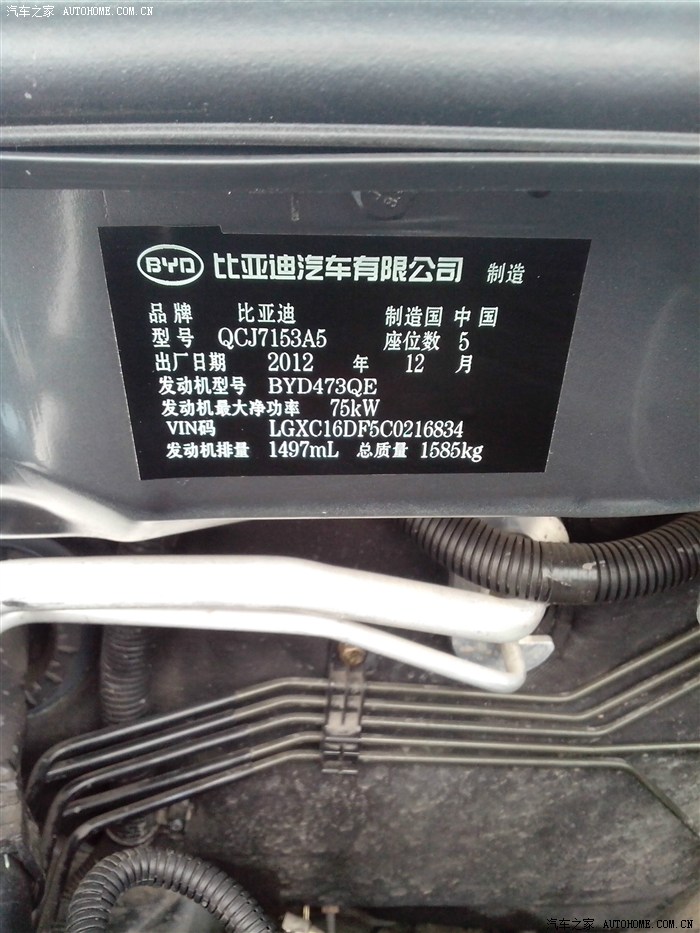 汽车之家 AUTOHOME.COM.CN
BYD 比亚迪汽车有限公司 制造
品牌 比亚迪 制造国 中国
型号 QCJ7153A5 座位数 5
出厂日期 2012 年 12 月
发动机型号 BYD473QE
发动机最大净功率 75kW
VIN码 LGXC16DF5C0216834
发动机排量 1497mL 总质量 1585kg
汽车之家 AUTOHOME.COM.CN